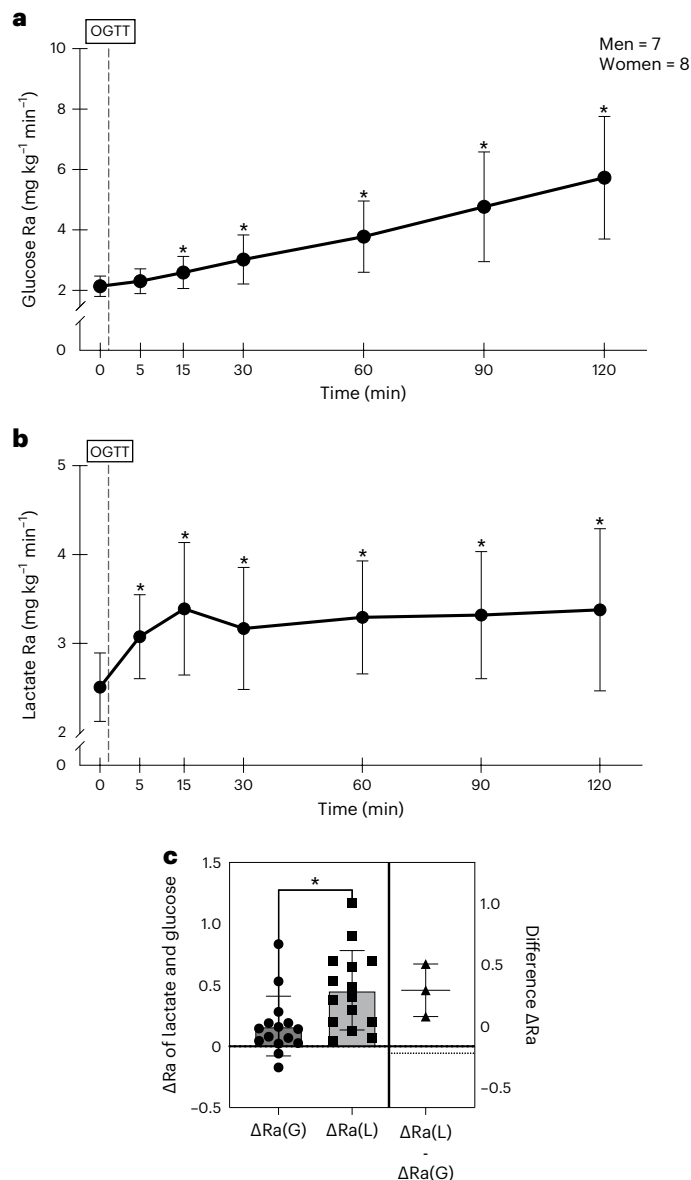 a
OGTT
Men = 7
Women = 8
10
8
6
4
2
0
Glucose Ra (mg kg⁻¹ min⁻¹)
*
*
*
*
*
0 5 15 30 60 90 120
Time (min)
b
OGTT
5
4
3
2
0
Lactate Ra (mg kg⁻¹ min⁻¹)
*
*
*
*
*
*
0 5 15 30 60 90 120
Time (min)
c
1.5
1.0
0.5
0
−0.5
ΔRa of lactate and glucose
*
1.0
0.5
0
−0.5
Difference ΔRa
ΔRa(G) ΔRa(L) ΔRa(L)
-
ΔRa(G)